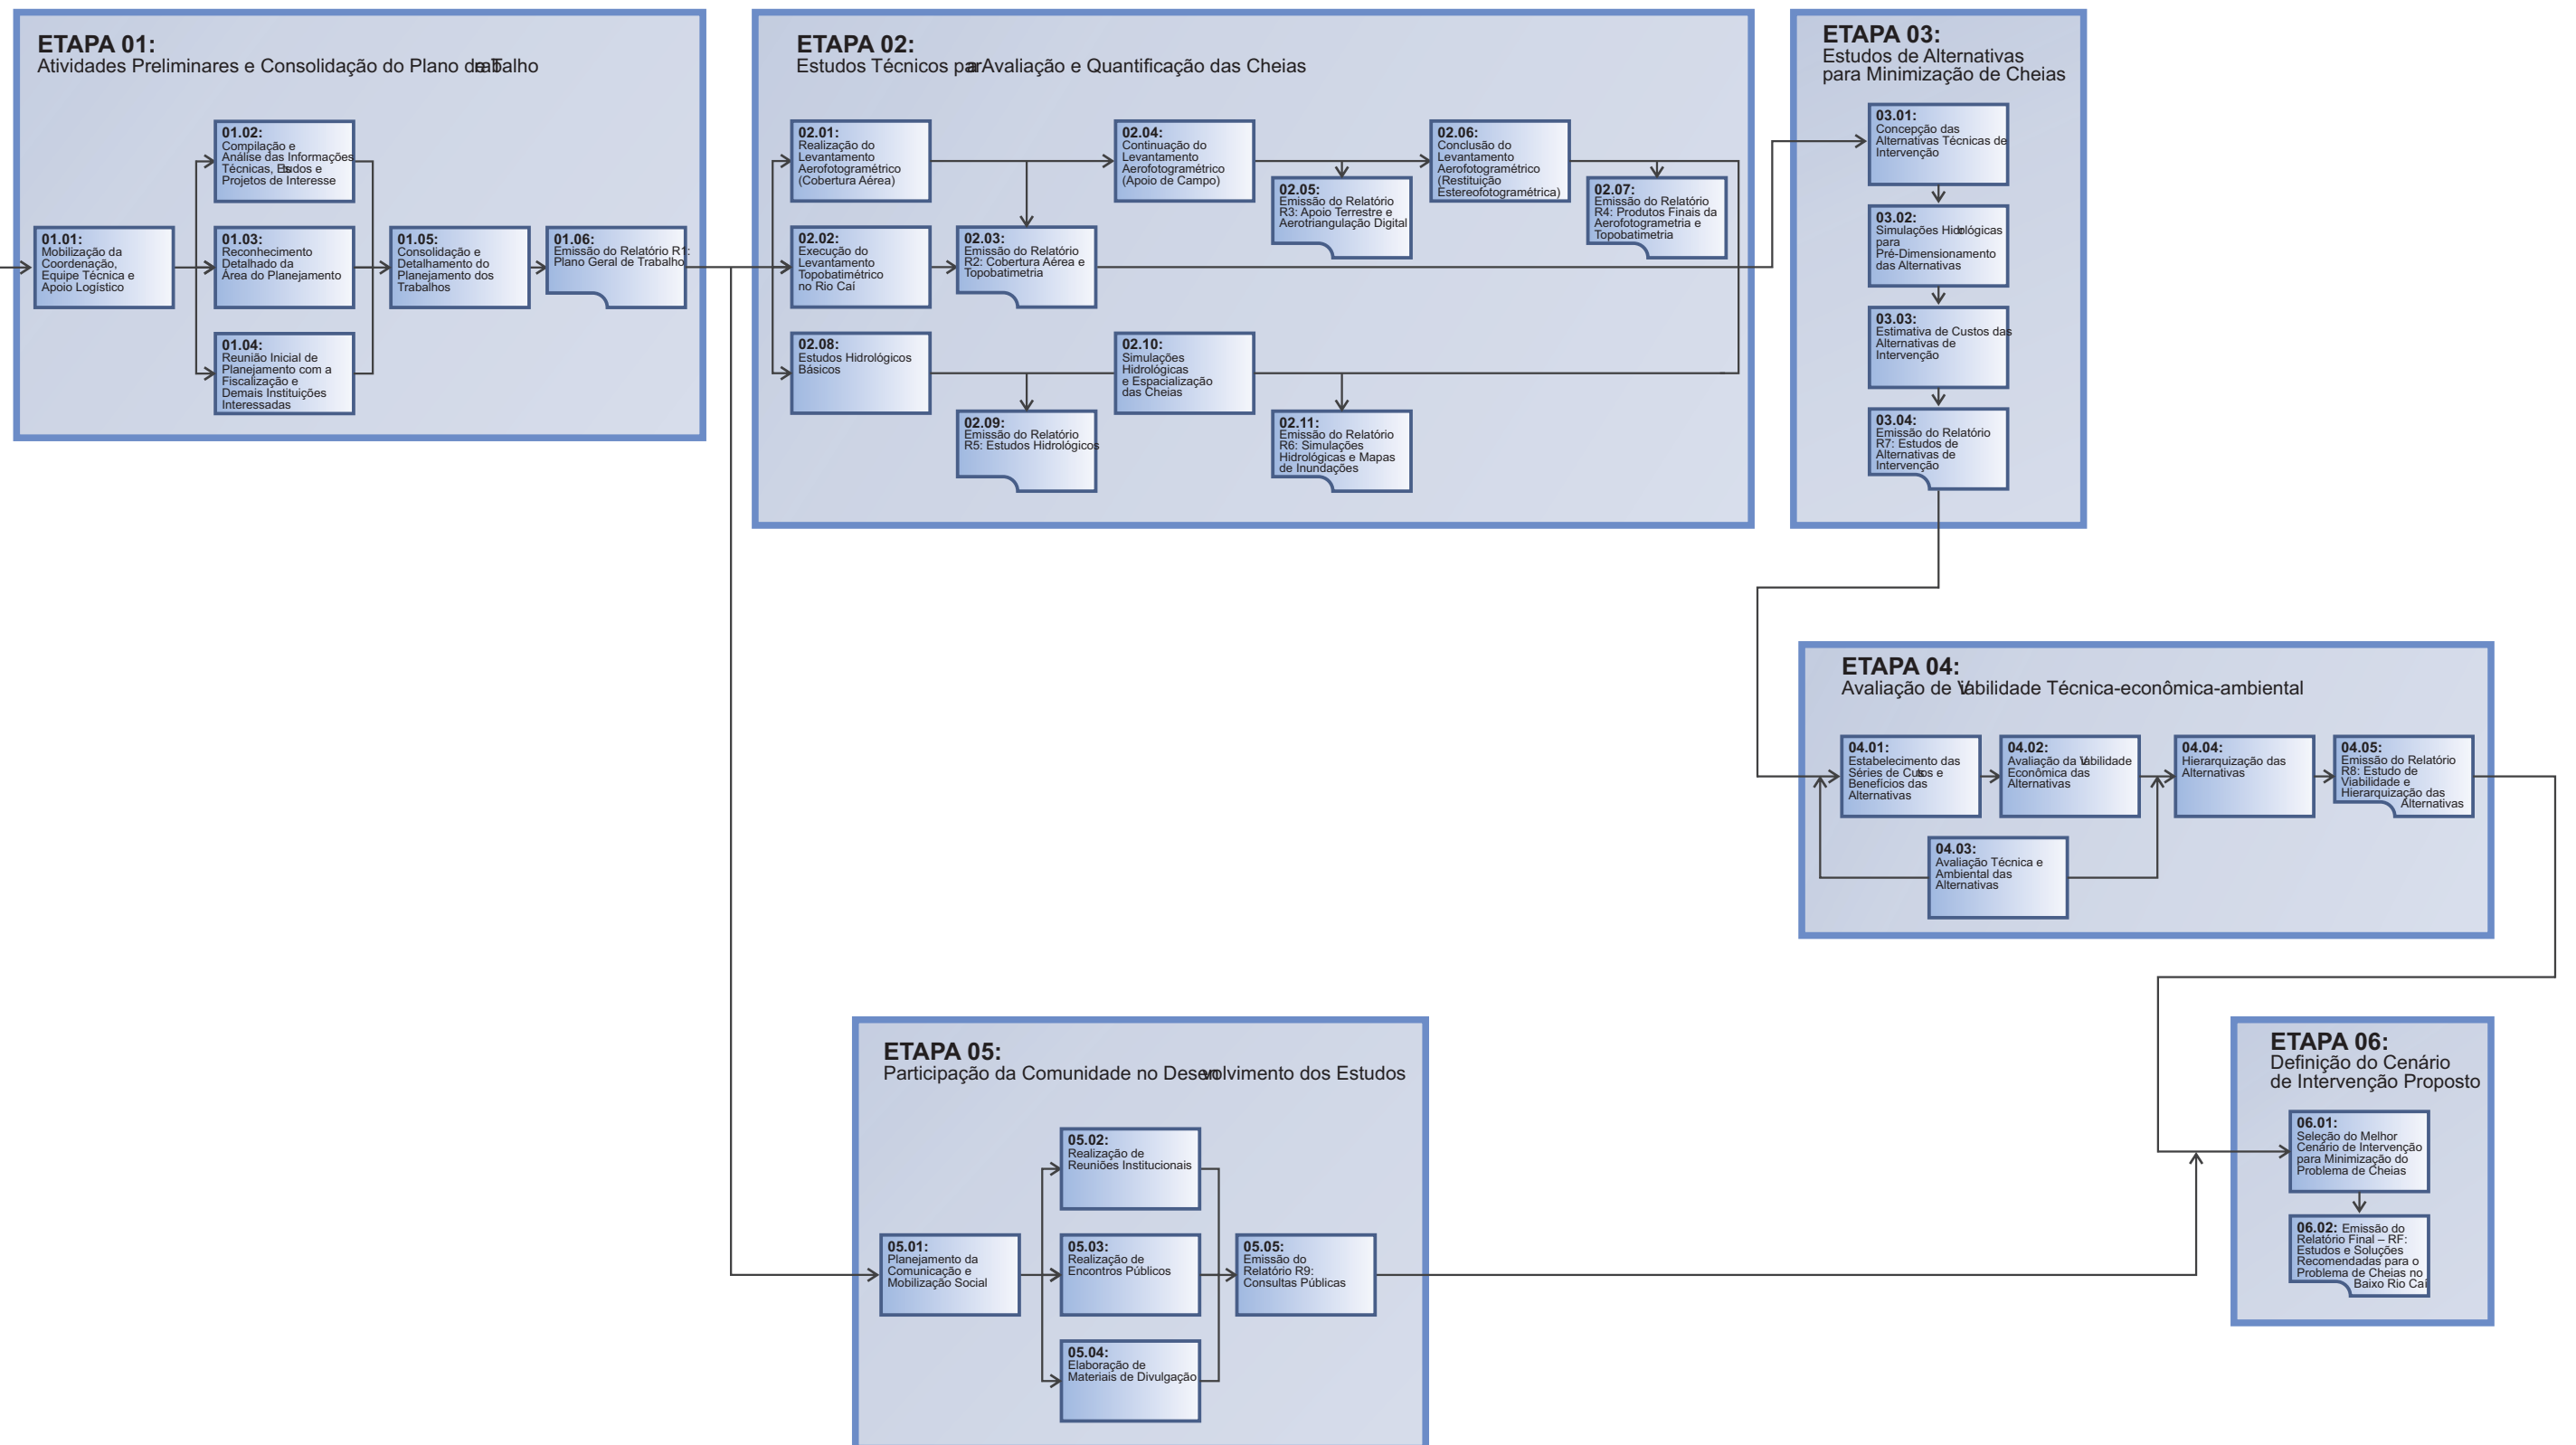 ETAPA 01:
Atividades Preliminares e Consolidação do Plano de Trabalho
01.01:
Mobilização da
Coordenação,
Equipe Técnica e
Apoio Logístico
01.02:
Compilação e
Análise das Informações
Técnicas, Estudos e
Projetos de Interesse
01.03:
Reconhecimento
Detalhado da
Área do Planejamento
01.04:
Reunião Inicial de
Planejamento com a
Fiscalização e
Demais Instituições
Interessadas
01.05:
Consolidação e
Detalhamento do
Planejamento dos
Trabalhos
01.06:
Emissão do Relatório R1:
Plano Geral de Trabalho
ETAPA 02:
Estudos Técnicos para Avaliação e Quantificação das Cheias
02.01:
Realização do
Levantamento
Aerofotogramétrico
(Cobertura Aérea)
02.02:
Execução do
Levantamento
Topobatimétrico
no Rio Caí
02.03:
Emissão do Relatório
R2: Cobertura Aérea e
Topobatimetria
02.04:
Continuação do
Levantamento
Aerofotogramétrico
(Apoio de Campo)
02.05:
Emissão do Relatório
R3: Apoio Terrestre e
Aerotriangulação Digital
02.06:
Conclusão do
Levantamento
Aerofotogramétrico
(Restituição
Estereofotogramétrica)
02.07:
Emissão do Relatório
R4: Produtos Finais da
Aerofotogrametria e
Topobatimetria
02.08:
Estudos Hidrológicos
Básicos
02.09:
Emissão do Relatório
R5: Estudos Hidrológicos
02.10:
Simulações
Hidrológicas
e Espacialização
das Cheias
02.11:
Emissão do Relatório
R6: Simulações
Hidrológicas e Mapas
de Inundações
ETAPA 03:
Estudos de Alternativas
para Minimização de Cheias
03.01:
Concepção das
Alternativas Técnicas de
Intervenção
03.02:
Simulações Hidrológicas
para
Pré-Dimensionamento
das Alternativas
03.03:
Estimativa de Custos das
Alternativas de
Intervenção
03.04:
Emissão do Relatório
R7: Estudos de
Alternativas de
Intervenção
ETAPA 04:
Avaliação de Viabilidade Técnica-econômica-ambiental
04.01:
Estabelecimento das
Séries de Custos e
Benefícios das
Alternativas
04.02:
Avaliação da Viabilidade
Econômica das
Alternativas
04.03:
Avaliação Técnica e
Ambiental das
Alternativas
04.04:
Hierarquização das
Alternativas
04.05:
Emissão do Relatório
R8: Estudo de
Viabilidade e
Hierarquização das
Alternativas
ETAPA 05:
Participação da Comunidade no Desenvolvimento dos Estudos
05.01:
Planejamento da
Comunicação e
Mobilização Social
05.02:
Realização de
Reuniões Institucionais
05.03:
Realização de
Encontros Públicos
05.04:
Elaboração de
Materiais de Divulgação
05.05:
Emissão do
Relatório R9:
Consultas Públicas
ETAPA 06:
Definição do Cenário
de Intervenção Proposto
06.01:
Seleção do Melhor
Cenário de Intervenção
para Minimização do
Problema de Cheias
06.02: Emissão do
Relatório Final – RF:
Estudos e Soluções
Recomendadas para o
Problema de Cheias no
Baixo Rio Caí